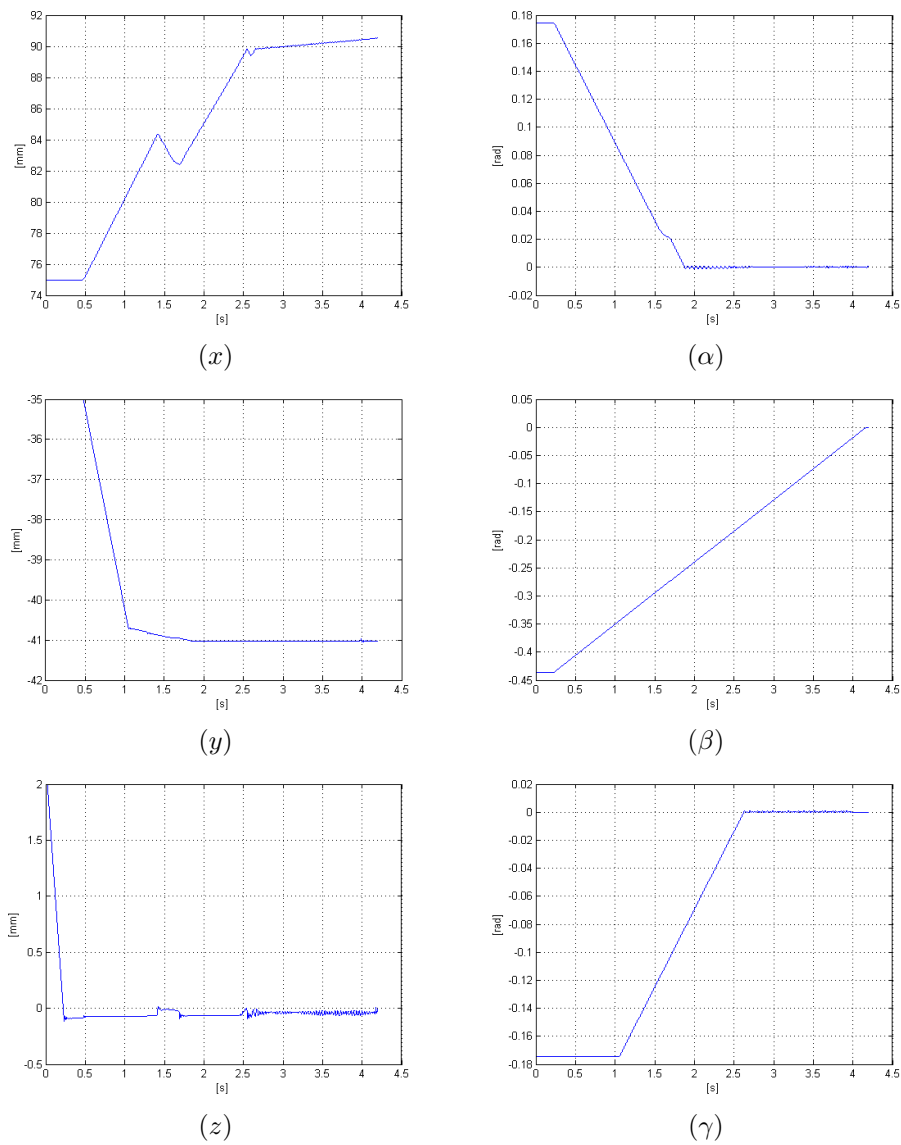 92
90
88
86
84
82
80
78
76
74
[mm]
0 0.5 1 1.5 2 2.5 3 3.5 4 4.5
[s]
(x)
0.18
0.16
0.14
0.12
0.1
0.08
0.06
0.04
0.02
0
-0.02
[rad]
0 0.5 1 1.5 2 2.5 3 3.5 4 4.5
[s]
(α)
-35
-36
-37
-38
-39
-40
-41
-42
[mm]
0 0.5 1 1.5 2 2.5 3 3.5 4 4.5
[s]
(y)
0.05
0
-0.05
-0.1
-0.15
-0.2
-0.25
-0.3
-0.35
-0.4
-0.45
[rad]
0 0.5 1 1.5 2 2.5 3 3.5 4 4.5
[s]
(β)
2
1.5
1
0.5
0
-0.5
[mm]
0 0.5 1 1.5 2 2.5 3 3.5 4 4.5
[s]
(z)
0.02
0
-0.02
-0.04
-0.06
-0.08
-0.1
-0.12
-0.14
-0.16
-0.18
[rad]
0 0.5 1 1.5 2 2.5 3 3.5 4 4.5
[s]
(γ)